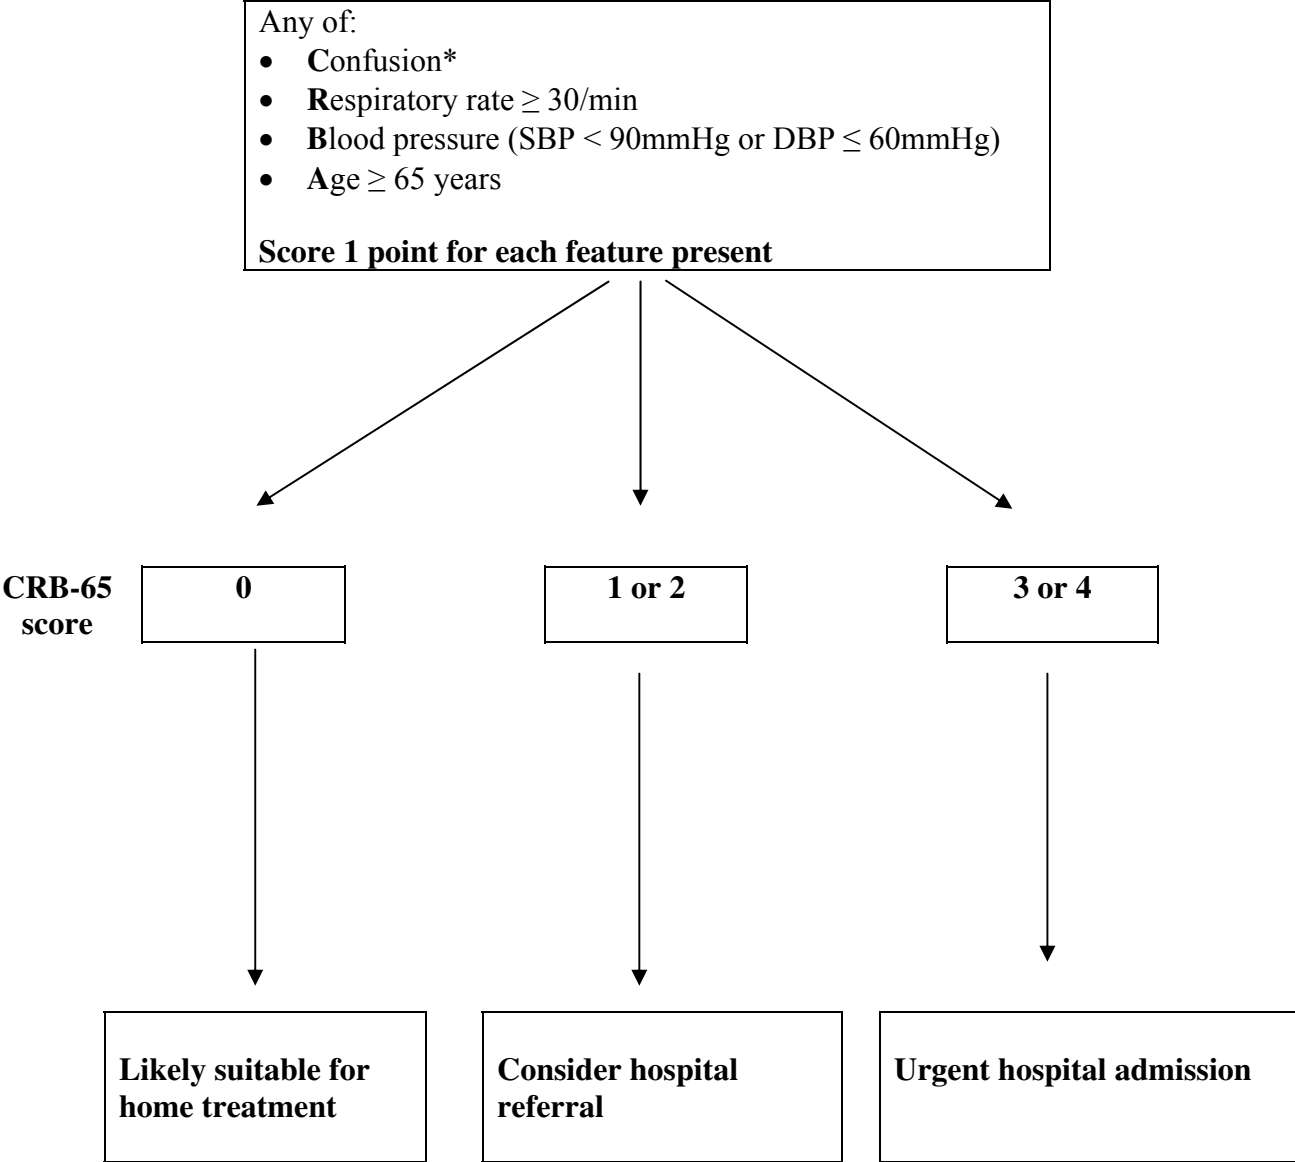 Any of:
• Confusion*
• Respiratory rate ≥ 30/min
• Blood pressure (SBP < 90mmHg or DBP ≤ 60mmHg)
• Age ≥ 65 years
Score 1 point for each feature present
CRB-65
score
0
1 or 2
3 or 4
Likely suitable for
home treatment
Consider hospital
referral
Urgent hospital admission